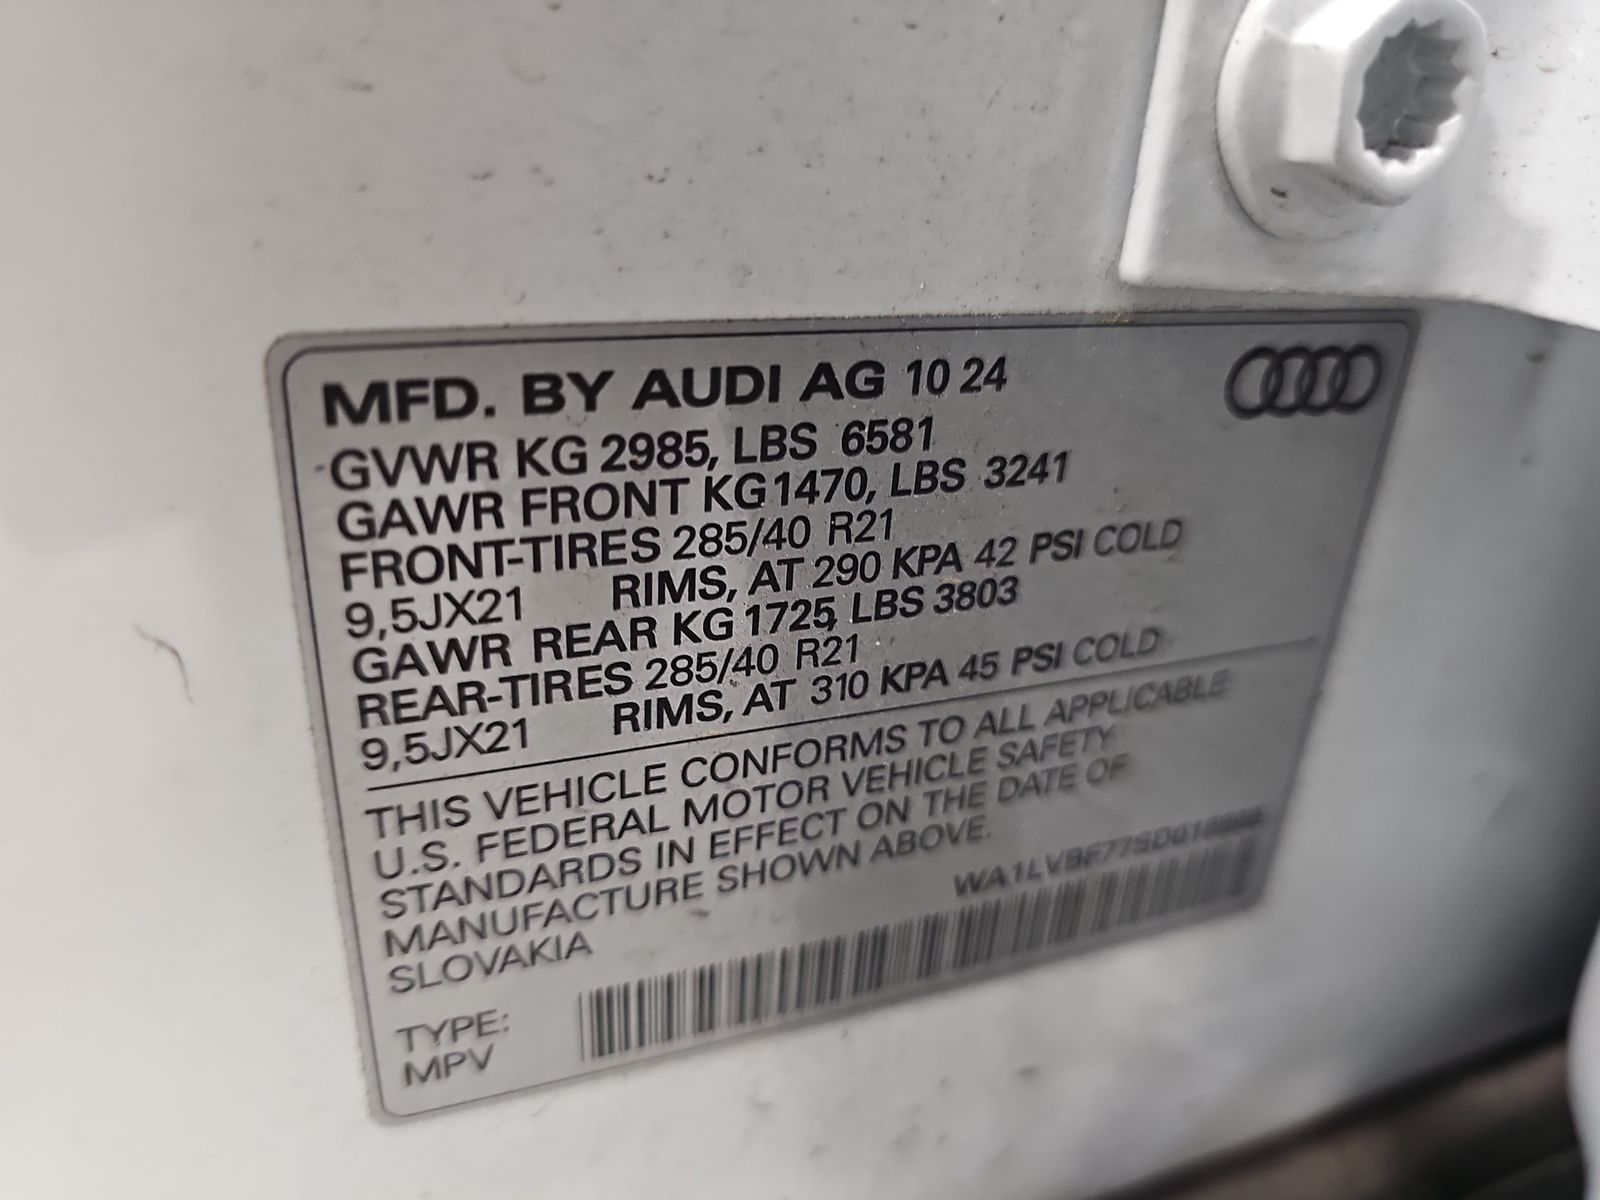 MFD. BY AUDI AG 10 24
GVWR KG 2985, LBS 6581
GAWR FRONT KG 1470, LBS 3241
FRONT-TIRES 285/40 R21
9,5JX21 RIMS, AT 290 KPA 42 PSI COLD
GAWR REAR KG 1725, LBS 3803
REAR-TIRES 285/40 R21
9,5JX21 RIMS, AT 310 KPA 45 PSI COLD
THIS VEHICLE CONFORMS TO ALL APPLICABLE
U.S. FEDERAL MOTOR VEHICLE SAFETY
STANDARDS IN EFFECT ON THE DATE OF
MANUFACTURE SHOWN ABOVE.
SLOVAKIA
TYPE:
MPV